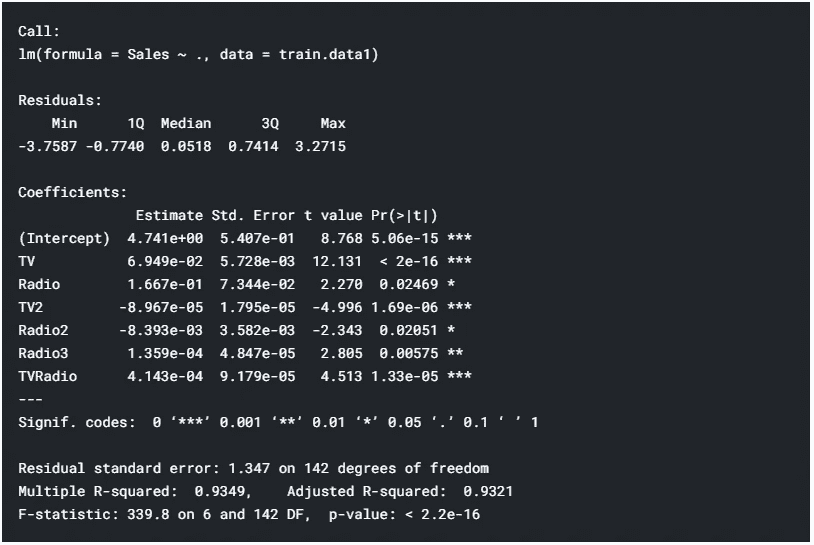 Call:
lm(formula = Sales ~ ., data = train.data1)
Residuals:
    Min      1Q  Median      3Q     Max
-3.7587 -0.7740  0.0518  0.7414  3.2715
Coefficients:
              Estimate Std. Error t value Pr(>|t|)
(Intercept)  4.741e+00  5.407e-01   8.768 5.06e-15 ***
TV           6.949e-02  5.728e-03  12.131  < 2e-16 ***
Radio        1.667e-01  7.344e-02   2.270  0.02469 *
TV2         -8.967e-05  1.795e-05  -4.996 1.69e-06 ***
Radio2      -8.393e-03  3.582e-03  -2.343  0.02051 *
Radio3       1.359e-04  4.847e-05   2.805  0.00575 **
TVRadio      4.143e-04  9.179e-05   4.513 1.33e-05 ***
---
Signif. codes:  0 ‘***’ 0.001 ‘**’ 0.01 ‘*’ 0.05 ‘.’ 0.1 ‘ ’ 1
Residual standard error: 1.347 on 142 degrees of freedom
Multiple R-squared:  0.9349,    Adjusted R-squared:  0.9321
F-statistic: 339.8 on 6 and 142 DF,  p-value: < 2.2e-16